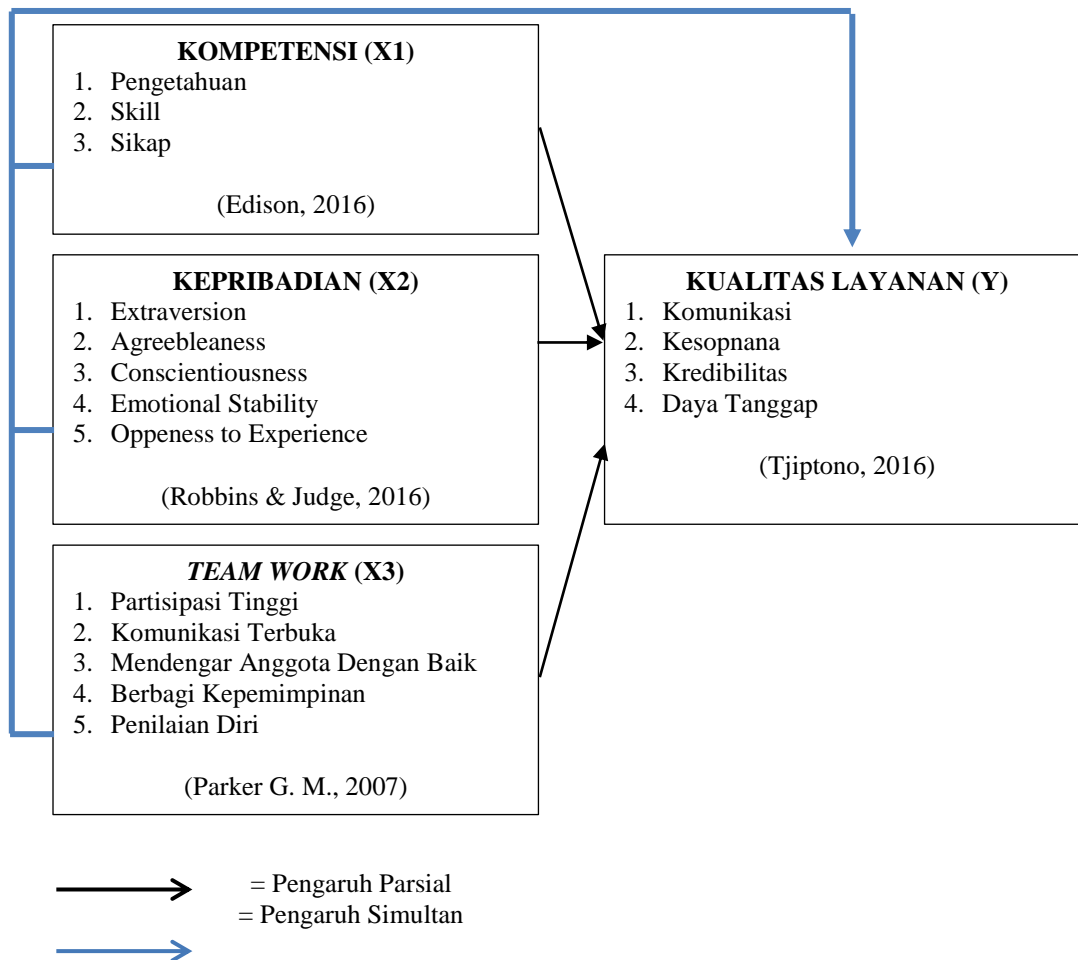 KOMPETENSI (X1)
1. Pengetahuan
2. Skill
3. Sikap
(Edison, 2016)
KEPRIBADIAN (X2)
1. Extraversion
2. Agreebleaness
3. Conscientiousness
4. Emotional Stability
5. Oppeness to Experience
(Robbins & Judge, 2016)
TEAM WORK (X3)
1. Partisipasi Tinggi
2. Komunikasi Terbuka
3. Mendengar Anggota Dengan Baik
4. Berbagi Kepemimpinan
5. Penilaian Diri
(Parker G. M., 2007)
KUALITAS LAYANAN (Y)
1. Komunikasi
2. Kesopnana
3. Kredibilitas
4. Daya Tanggap
(Tjiptono, 2016)
= Pengaruh Parsial
= Pengaruh Simultan